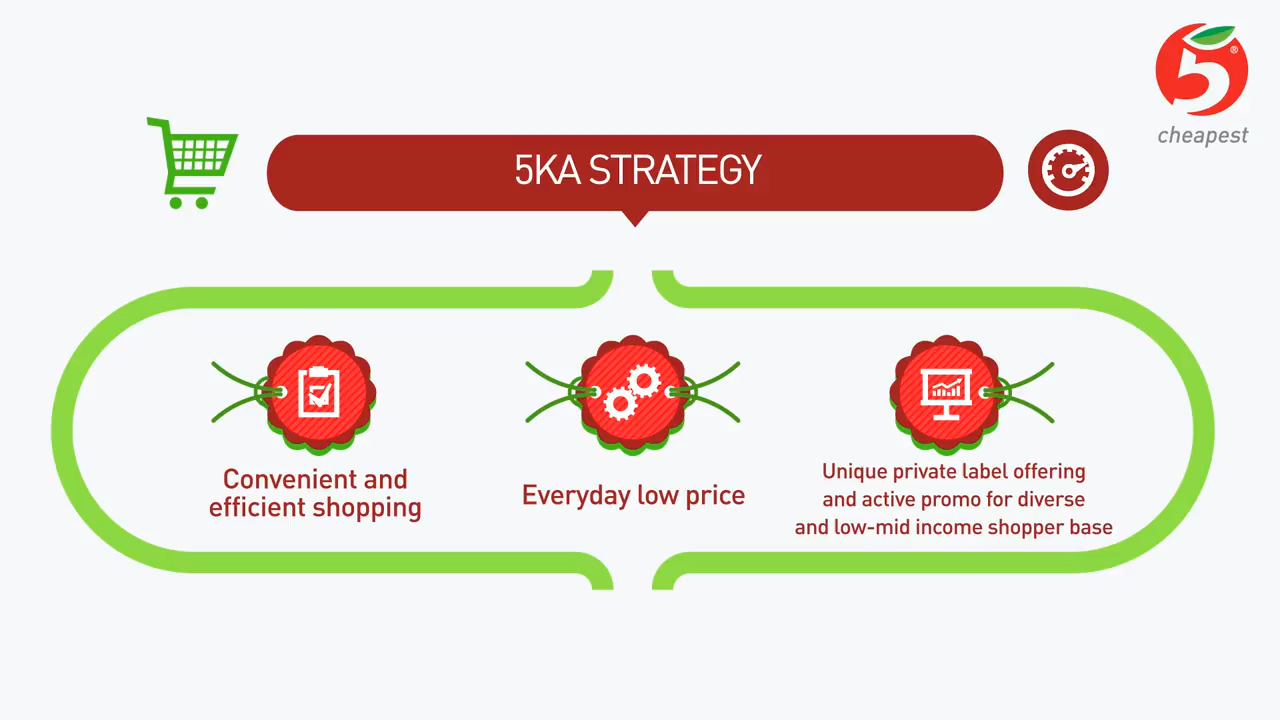 5
®
cheapest
5KA STRATEGY
Convenient and
efficient shopping
Everyday low price
Unique private label offering
and active promo for diverse
and low-mid income shopper base